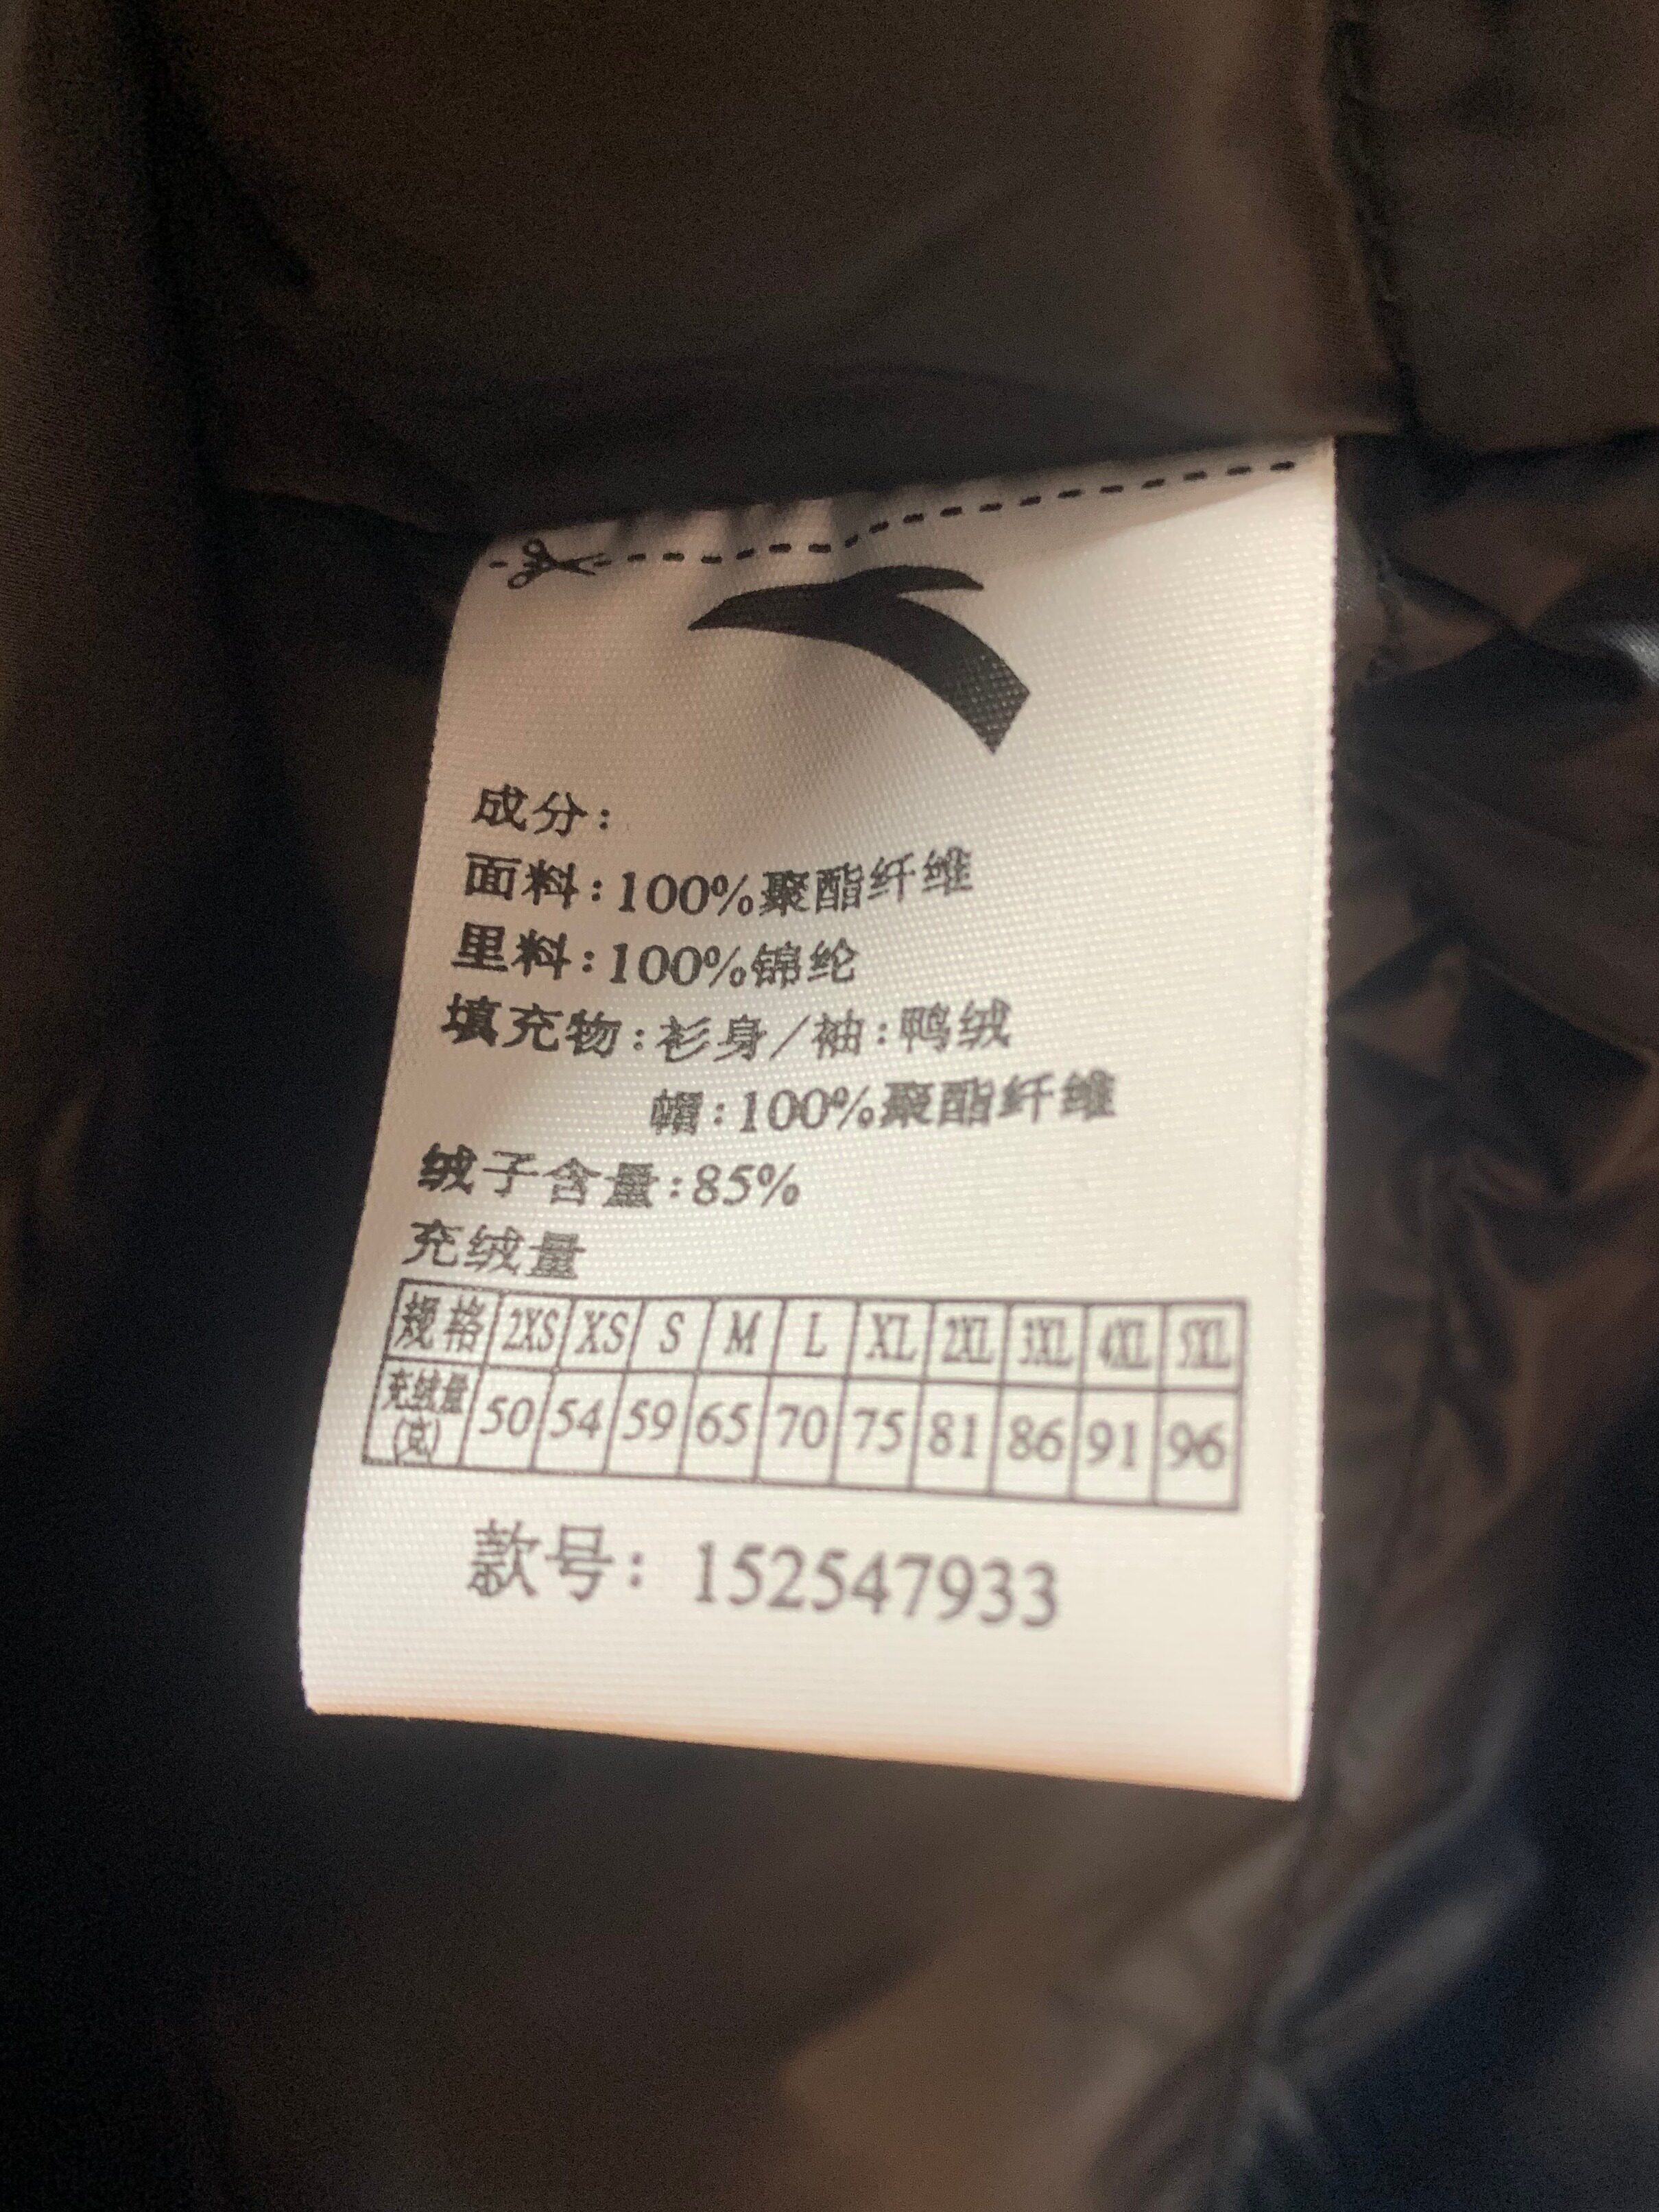 成分:
面料:100%聚酯纤维
里料:100%锦纶
填充物:衫身/袖:鸭绒
帽:100%聚酯纤维
绒子含量:85%
充绒量
规格 2XS XS S M L XL 2XL 3XL 4XL 5XL
充绒量(克) 50 54 59 65 70 75 81 86 91 96
款号: 152547933